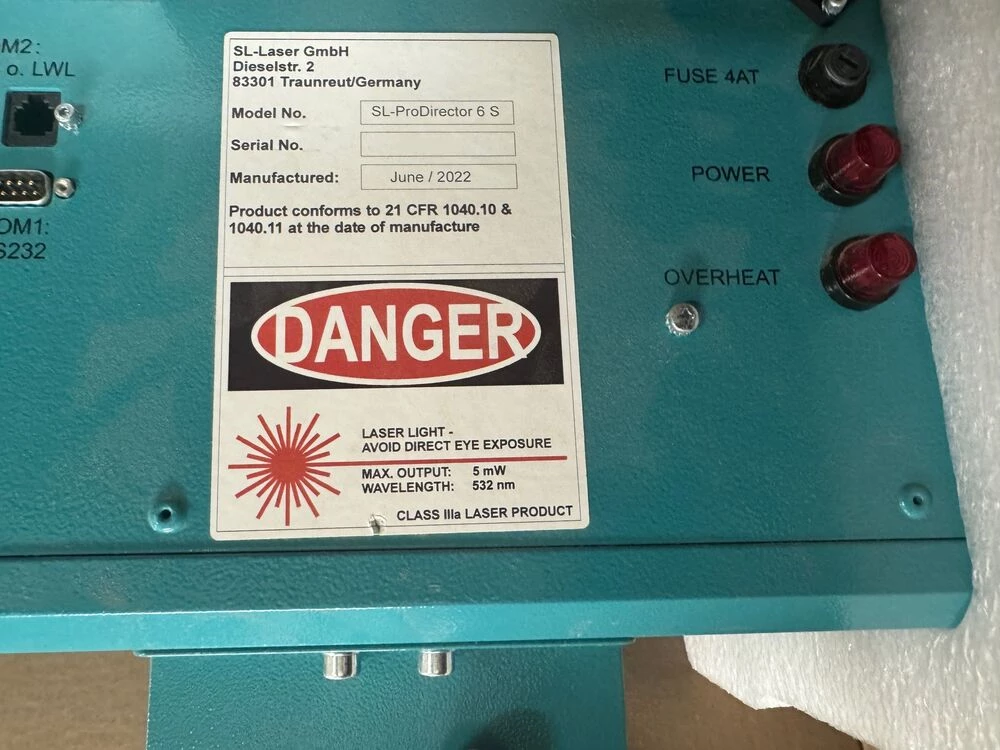 OM2:
o. LWL
OM1:
S232
SL-Laser GmbH
Dieselstr. 2
83301 Traunreut/Germany
Model No. SL-ProDirector 6 S
Serial No.
Manufactured: June / 2022
Product conforms to 21 CFR 1040.10 &
1040.11 at the date of manufacture
DANGER
LASER LIGHT -
AVOID DIRECT EYE EXPOSURE
MAX. OUTPUT: 5 mW
WAVELENGTH: 532 nm
CLASS IIIa LASER PRODUCT
FUSE 4AT
POWER
OVERHEAT